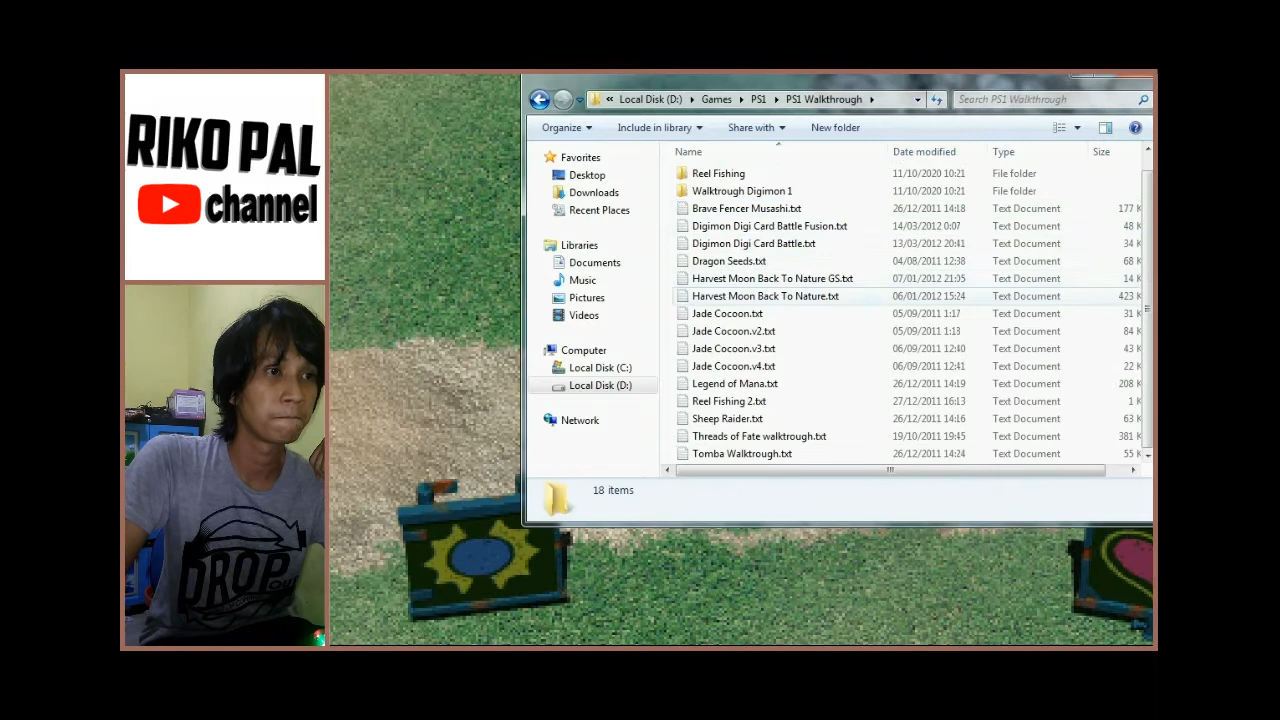 RIKO PAL
channel
DROP
OUT
« Local Disk (D:) Games PS1 PS1 Walkthrough
Search PS1 Walkthrough
Organize Include in library Share with New folder
Favorites
Desktop
Downloads
Recent Places
Libraries
Documents
Music
Pictures
Videos
Computer
Local Disk (C:)
Local Disk (D:)
Network
Name Date modified Type Size
Reel Fishing 11/10/2020 10:21 File folder
Walktrough Digimon 1 11/10/2020 10:21 File folder
Brave Fencer Musashi.txt 26/12/2011 14:18 Text Document 177 K
Digimon Digi Card Battle Fusion.txt 14/03/2012 0:07 Text Document 48 K
Digimon Digi Card Battle.txt 13/03/2012 20:41 Text Document 34 K
Dragon Seeds.txt 04/08/2011 12:38 Text Document 68 K
Harvest Moon Back To Nature GS.txt 07/01/2012 21:05 Text Document 14 K
Harvest Moon Back To Nature.txt 06/01/2012 15:24 Text Document 423 K
Jade Cocoon.txt 05/09/2011 1:17 Text Document 31 K
Jade Cocoon.v2.txt 05/09/2011 1:18 Text Document 84 K
Jade Cocoon.v3.txt 06/09/2011 12:40 Text Document 43 K
Jade Cocoon.v4.txt 06/09/2011 12:41 Text Document 22 K
Legend of Mana.txt 26/12/2011 14:19 Text Document 208 K
Reel Fishing 2.txt 27/12/2011 16:13 Text Document 1 K
Sheep Raider.txt 26/12/2011 14:16 Text Document 63 K
Threads of Fate walktrough.txt 19/10/2011 19:45 Text Document 381 K
Tomba Walktrough.txt 26/12/2011 14:24 Text Document 55 K
18 items